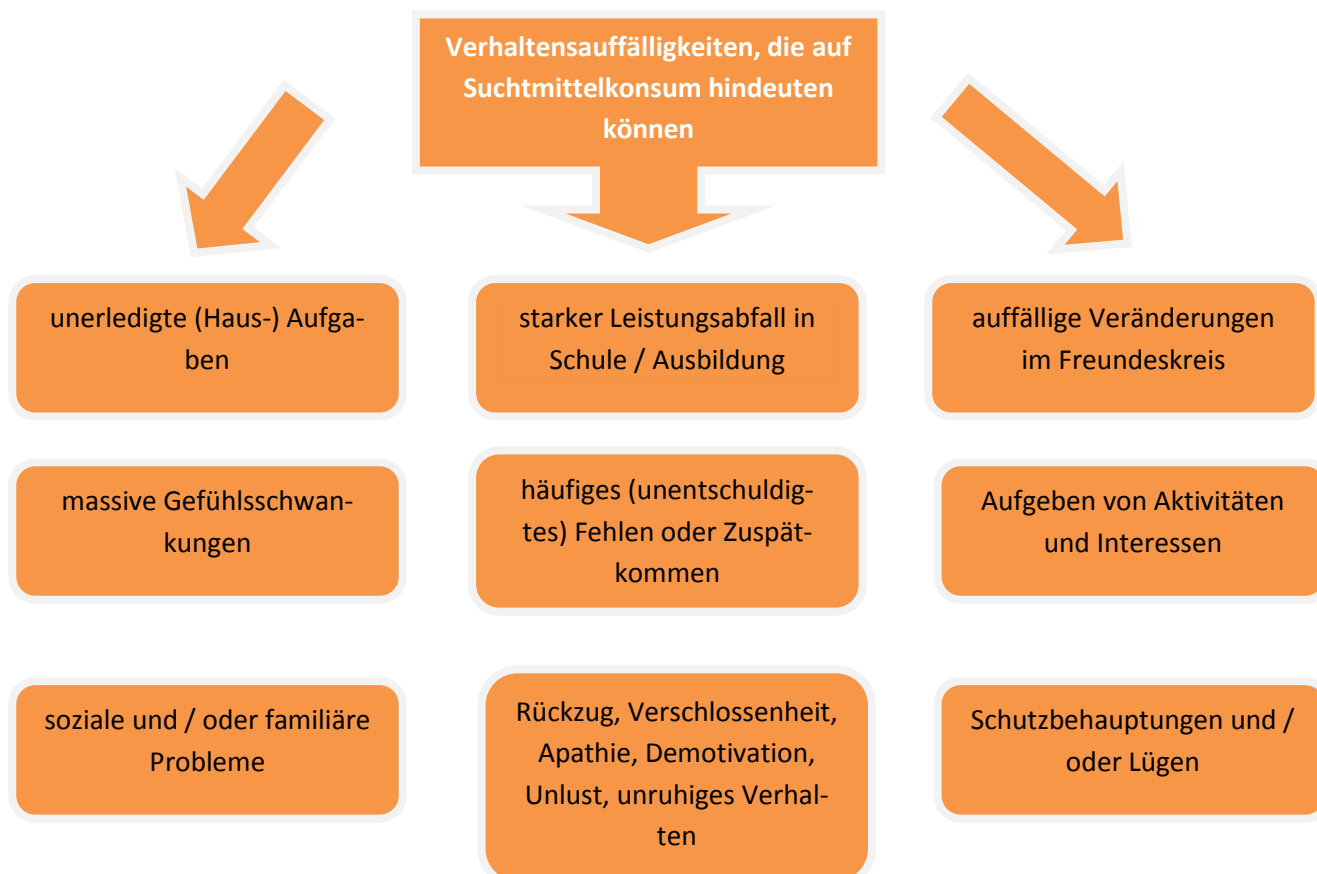 Verhaltensauffälligkeiten, die auf
Suchtmittelkonsum hindeuten
können
unerledigte (Haus-) Aufga-
ben
starker Leistungsabfall in
Schule / Ausbildung
auffällige Veränderungen
im Freundeskreis
massive Gefühlsschwan-
kungen
häufiges (unentschuldig-
tes) Fehlen oder Zuspät-
kommen
Aufgeben von Aktivitäten
und Interessen
soziale und / oder familiäre
Probleme
Rückzug, Verschlossenheit,
Apathie, Demotivation,
Unlust, unruhiges Verhal-
ten
Schutzbehauptungen und /
oder Lügen